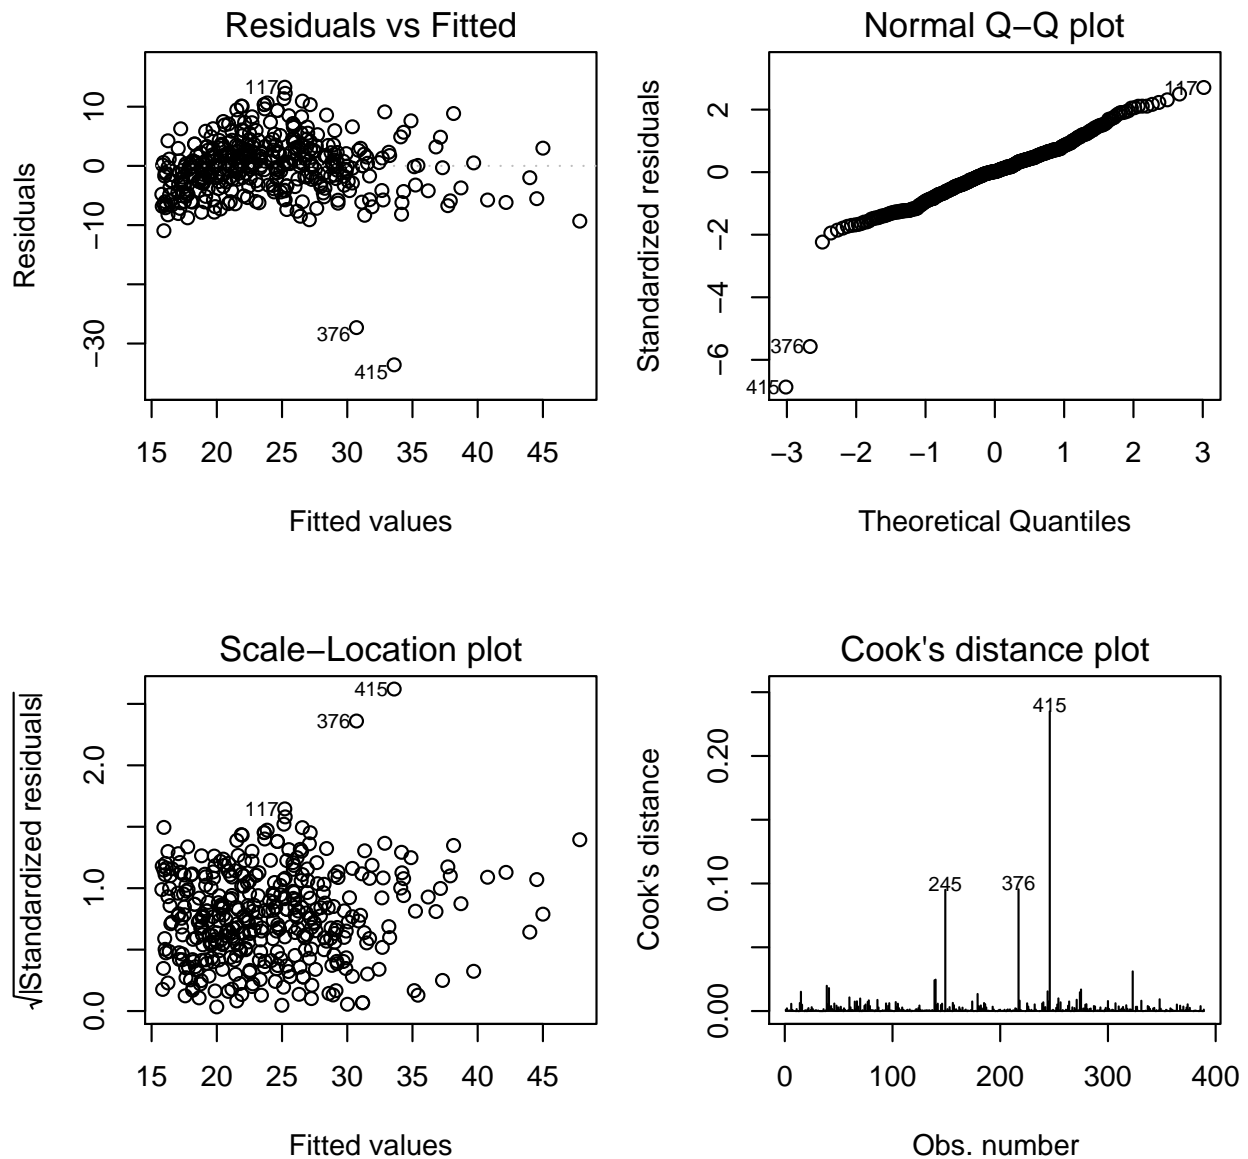 Residuals vs Fitted
Residuals
10
0
−10
−30
117
376
415
15 20 25 30 35 40 45
Fitted values
Normal Q−Q plot
Standardized residuals
2
0
−2
−4
−6
117
376
415
−3 −2 −1 0 1 2 3
Theoretical Quantiles
Scale−Location plot
√|Standardized residuals|
2.0
1.0
0.0
415
376
117
15 20 25 30 35 40 45
Fitted values
Cook's distance plot
Cook's distance
0.20
0.10
0.00
415
245
376
0 100 200 300 400
Obs. number